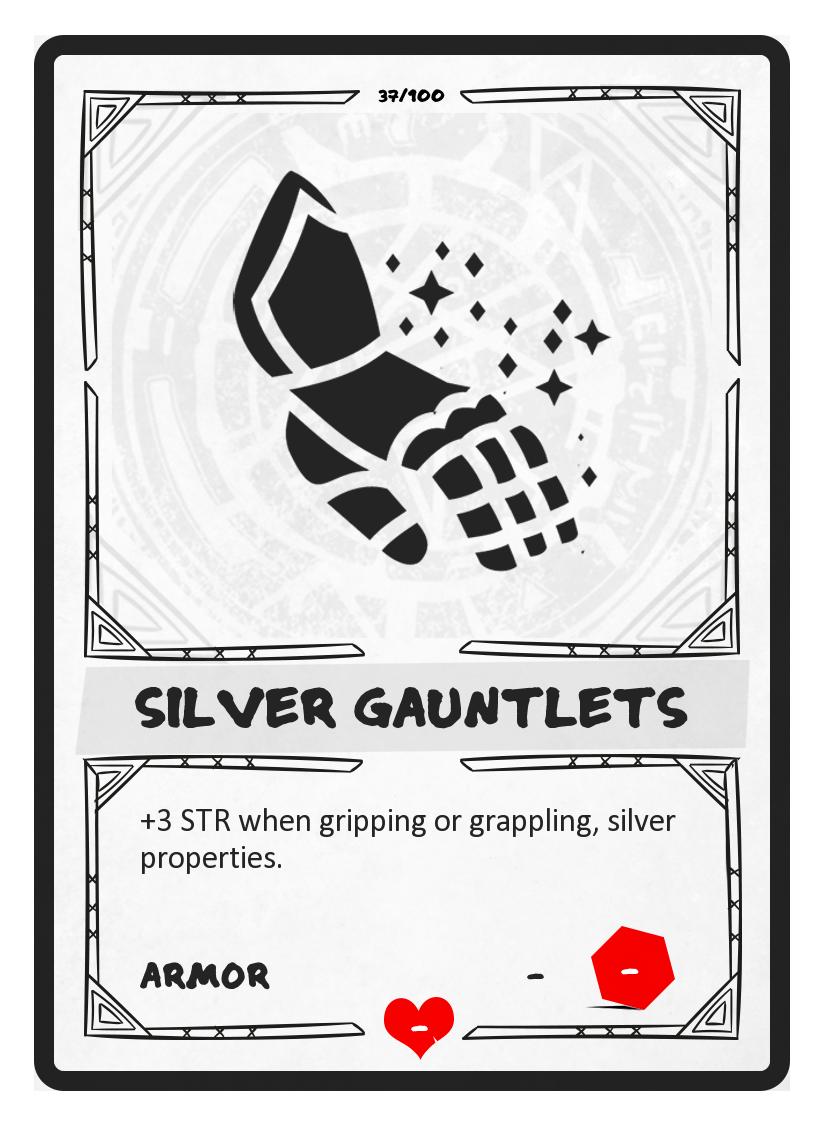 37/100
SILVER GAUNTLETS
+3 STR when gripping or grappling, silver
properties.
ARMOR - -
-